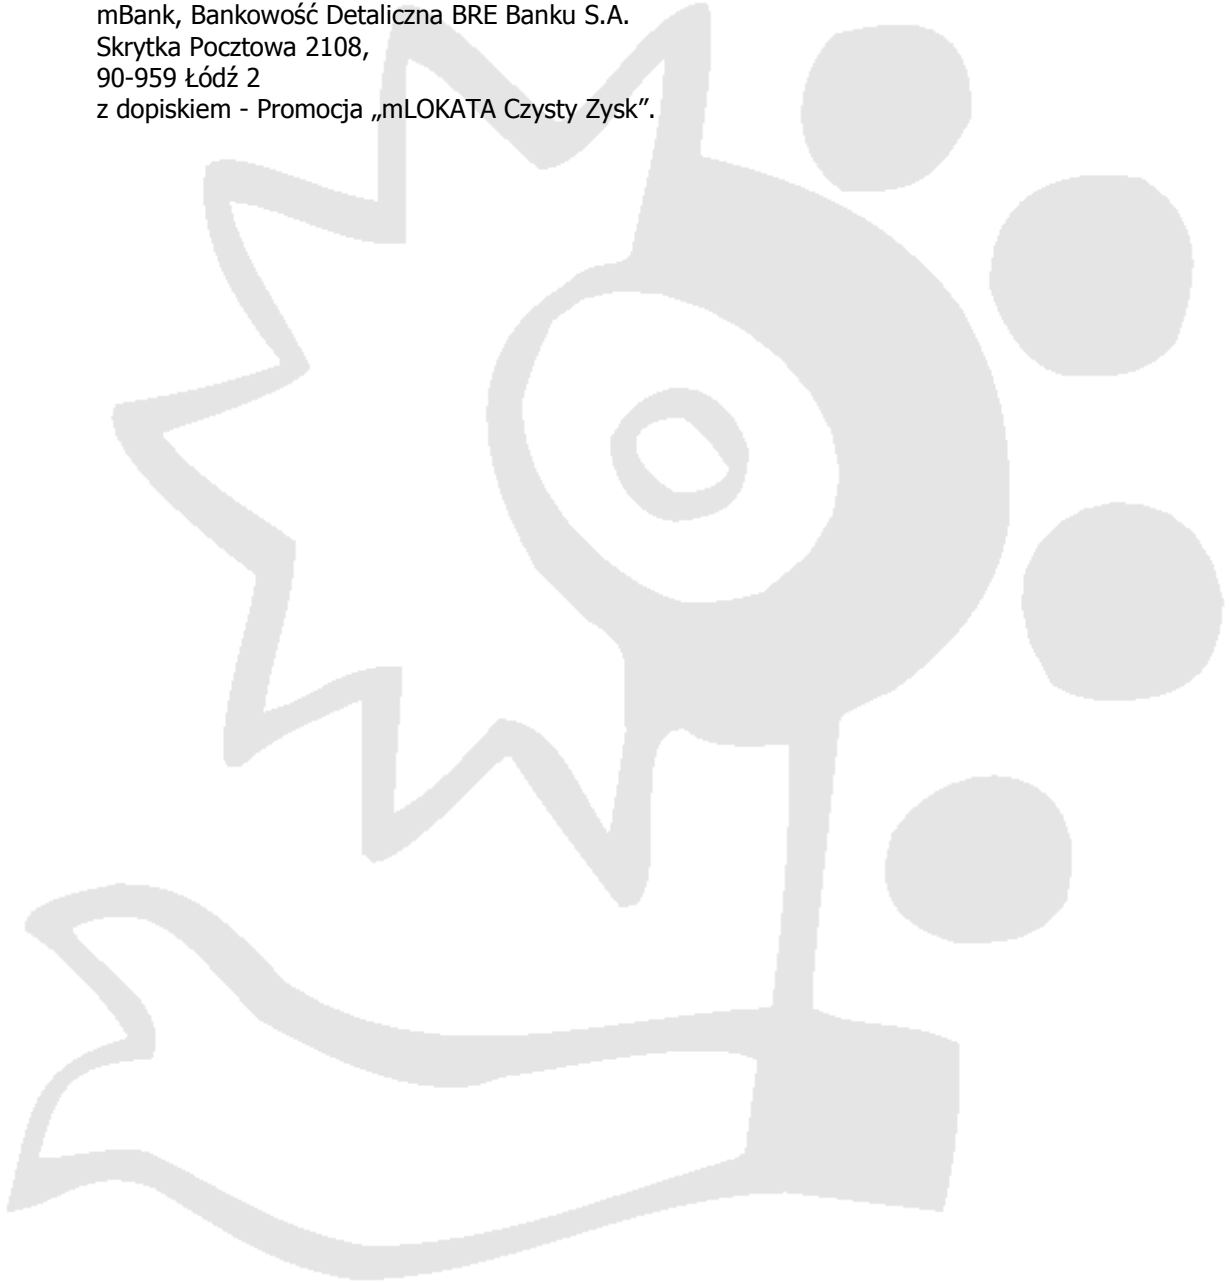 mBank, Bankowość Detaliczna BRE Banku S.A.
Skrytka Pocztowa 2108,
90-959 Łódź 2
z dopiskiem - Promocja „mLOKATA Czysty Zysk”.